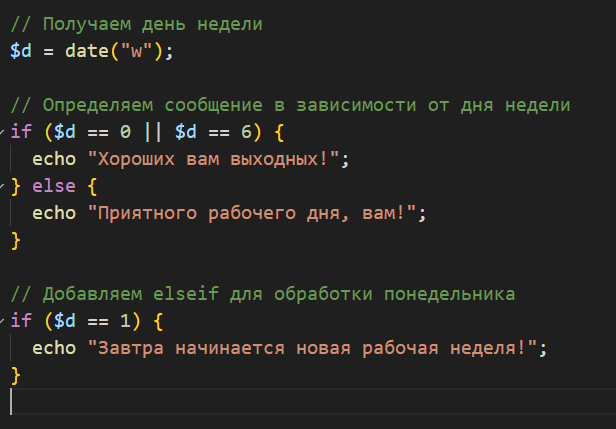 // Получаем день недели
$d = date("w");
// Определяем сообщение в зависимости от дня недели
if ($d == 0 || $d == 6) {
echo "Хороших вам выходных!";
} else {
echo "Приятного рабочего дня, вам!";
}
// Добавляем elseif для обработки понедельника
if ($d == 1) {
echo "Завтра начинается новая рабочая неделя!";
}